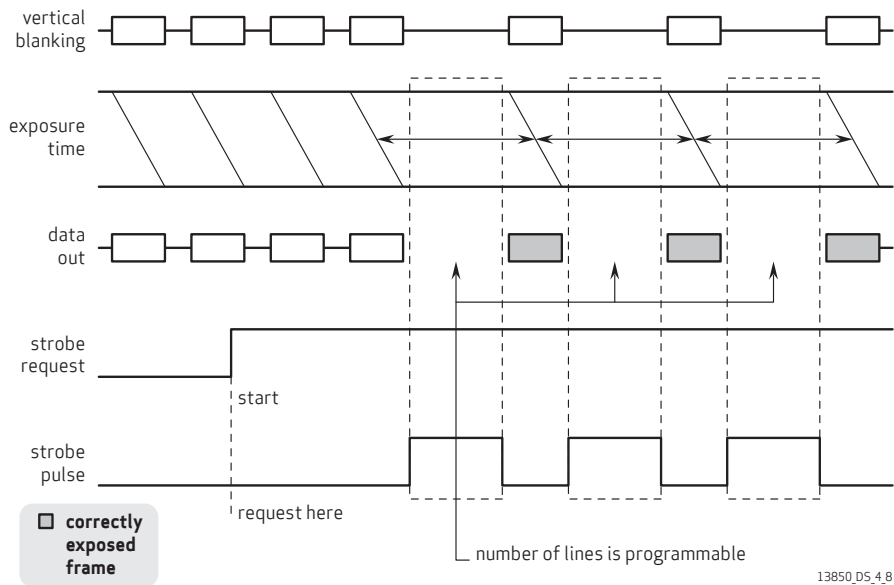 vertical
blanking
exposure
time
data
out
strobe
request
start
strobe
pulse
request here
correctly
exposed
frame
number of lines is programmable
13850_DS_4_8